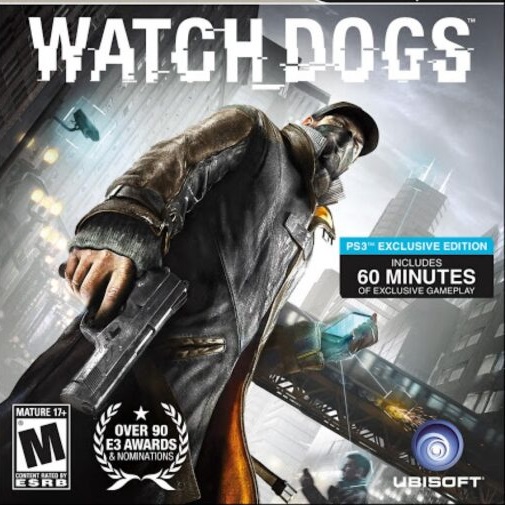 WATCH_DOGS™
PS3™ EXCLUSIVE EDITION
INCLUDES
60 MINUTES
OF EXCLUSIVE GAMEPLAY
MATURE 17+
M
®
CONTENT RATED BY
ESRB
OVER 90
E3 AWARDS
& NOMINATIONS
UBISOFT